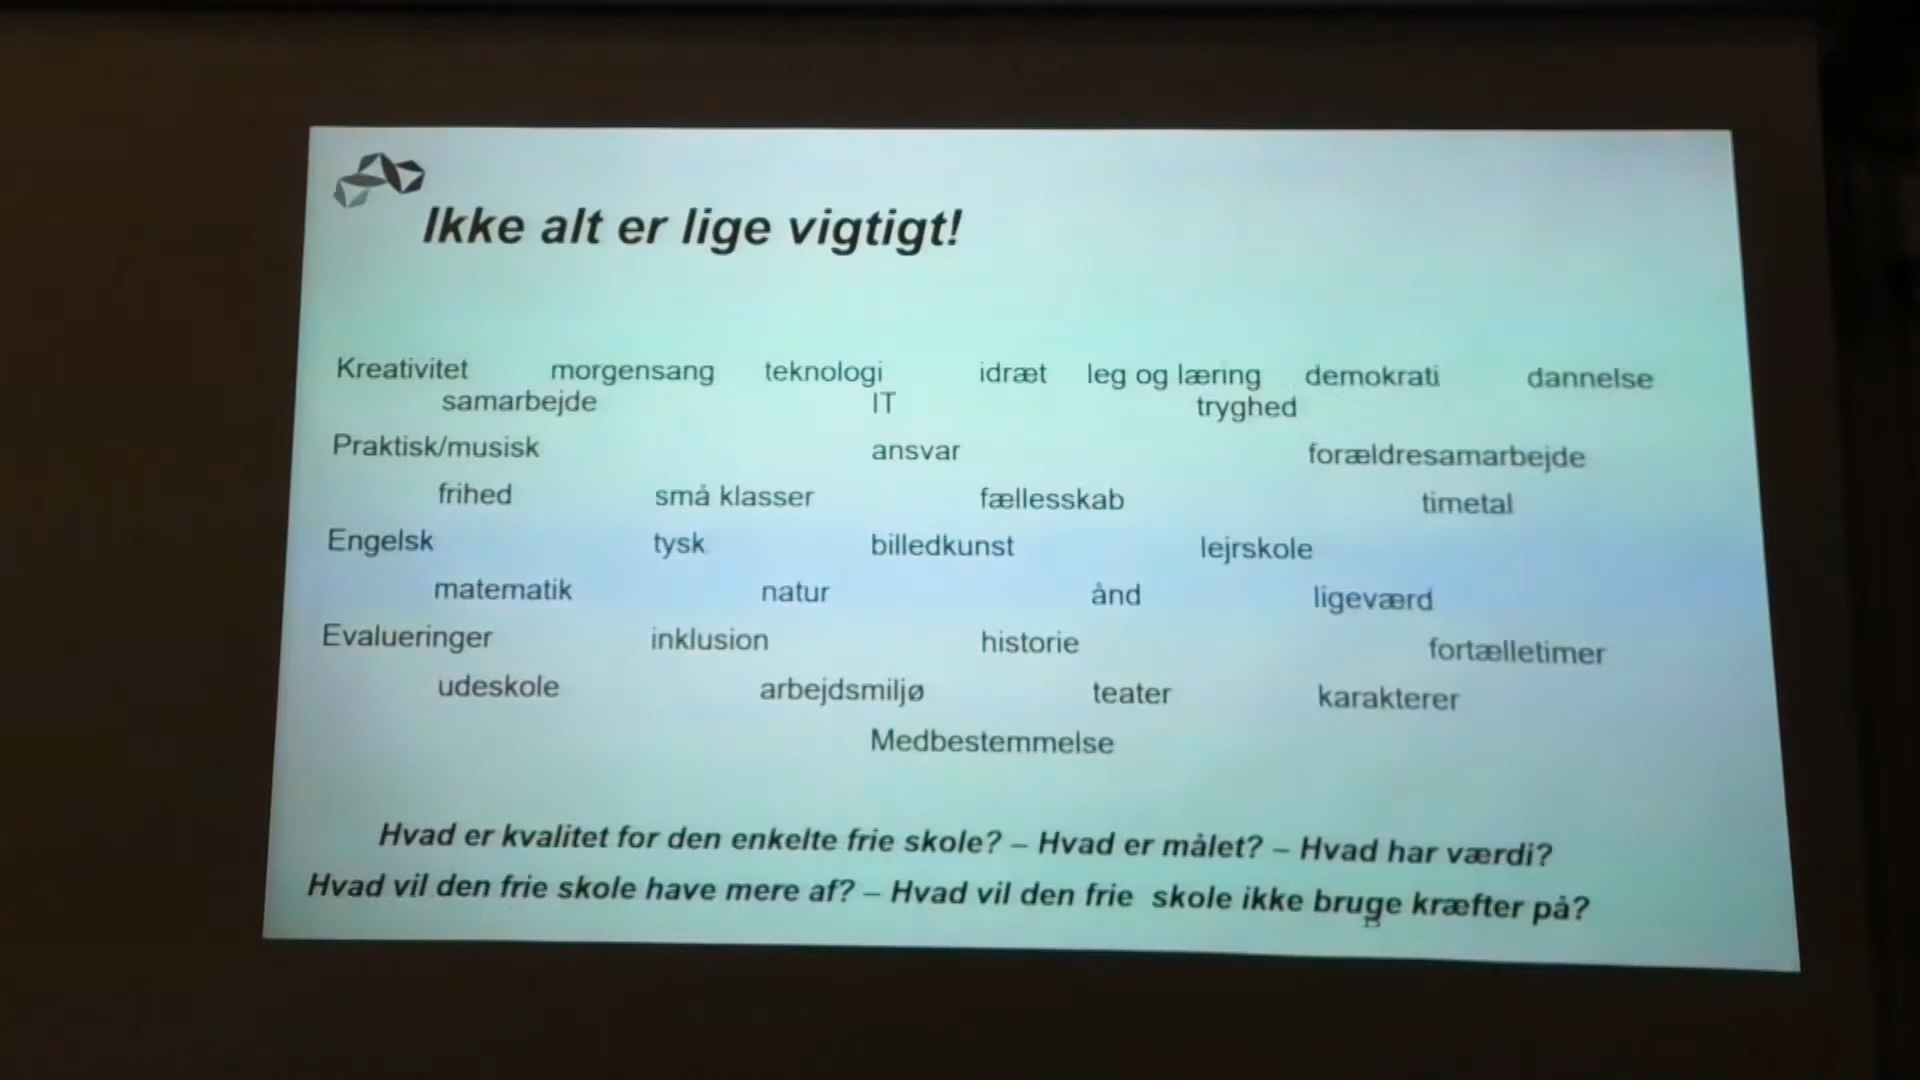 Ikke alt er lige vigtigt!
Kreativitet morgensang teknologi idræt leg og læring demokrati dannelse
samarbejde IT tryghed
Praktisk/musisk ansvar forældresamarbejde
frihed små klasser fællesskab timetal
Engelsk tysk billedkunst lejrskole
matematik natur ånd ligeværd
Evalueringer inklusion historie fortælletimer
udeskole arbejdsmiljø teater karakterer
Medbestemmelse
Hvad er kvalitet for den enkelte frie skole? – Hvad er målet? – Hvad har værdi?
Hvad vil den frie skole have mere af? – Hvad vil den frie skole ikke bruge kræfter på?